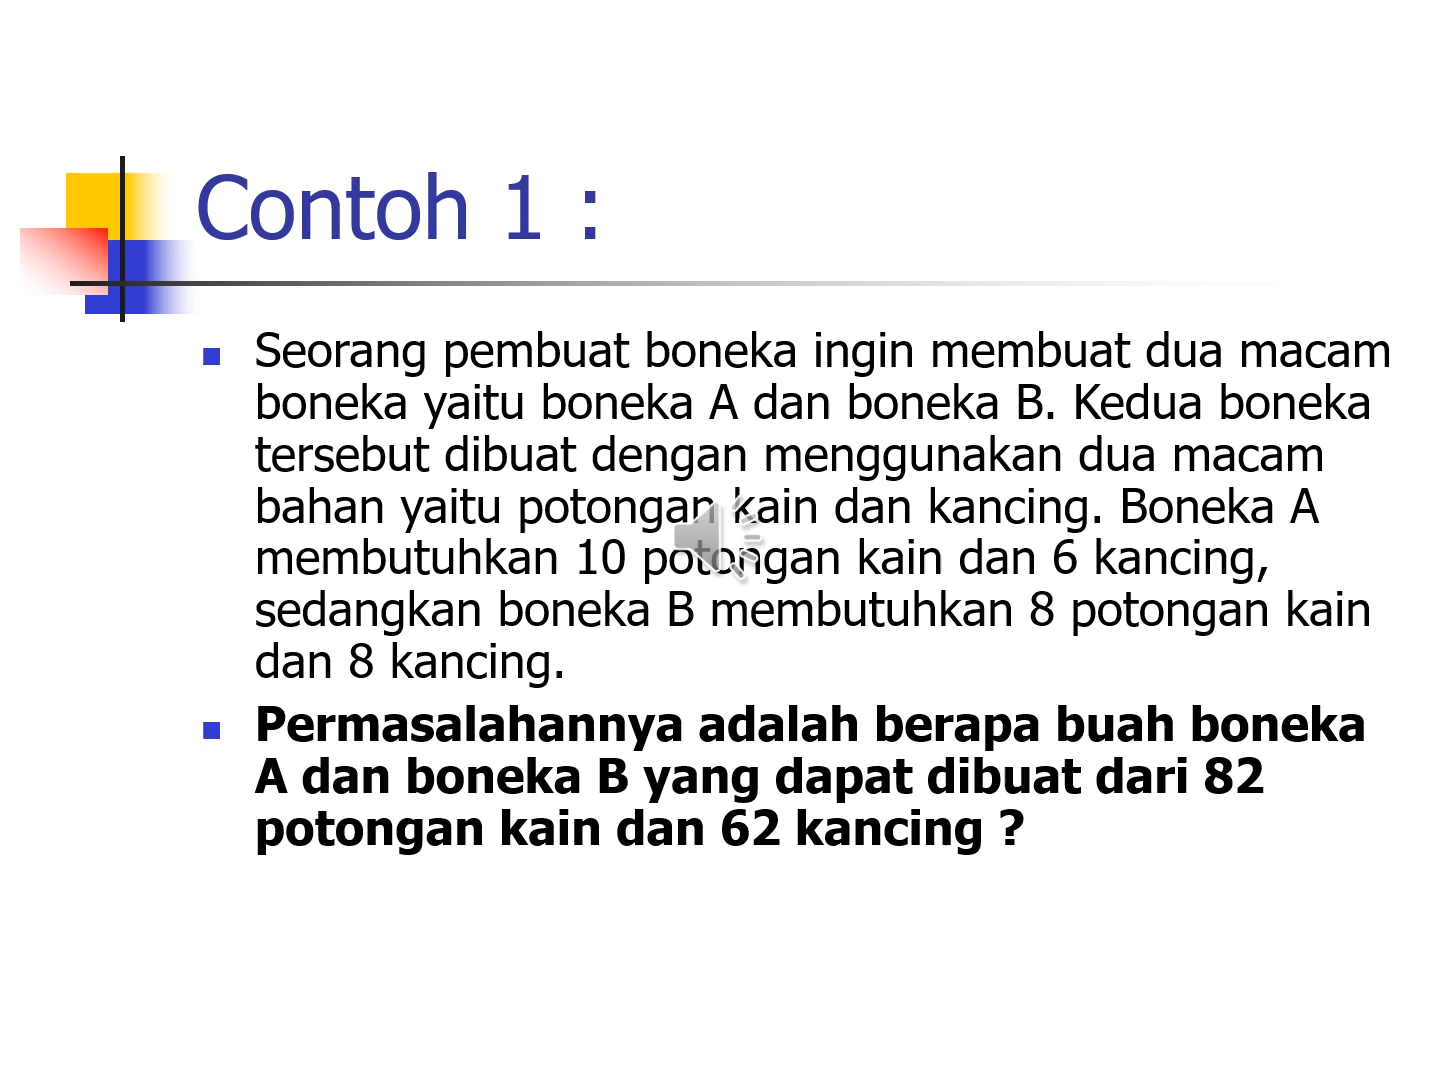 Contoh 1 :
Seorang pembuat boneka ingin membuat dua macam
boneka yaitu boneka A dan boneka B. Kedua boneka
tersebut dibuat dengan menggunakan dua macam
bahan yaitu potongan kain dan kancing. Boneka A
membutuhkan 10 potongan kain dan 6 kancing,
sedangkan boneka B membutuhkan 8 potongan kain
dan 8 kancing.
Permasalahannya adalah berapa buah boneka
A dan boneka B yang dapat dibuat dari 82
potongan kain dan 62 kancing ?